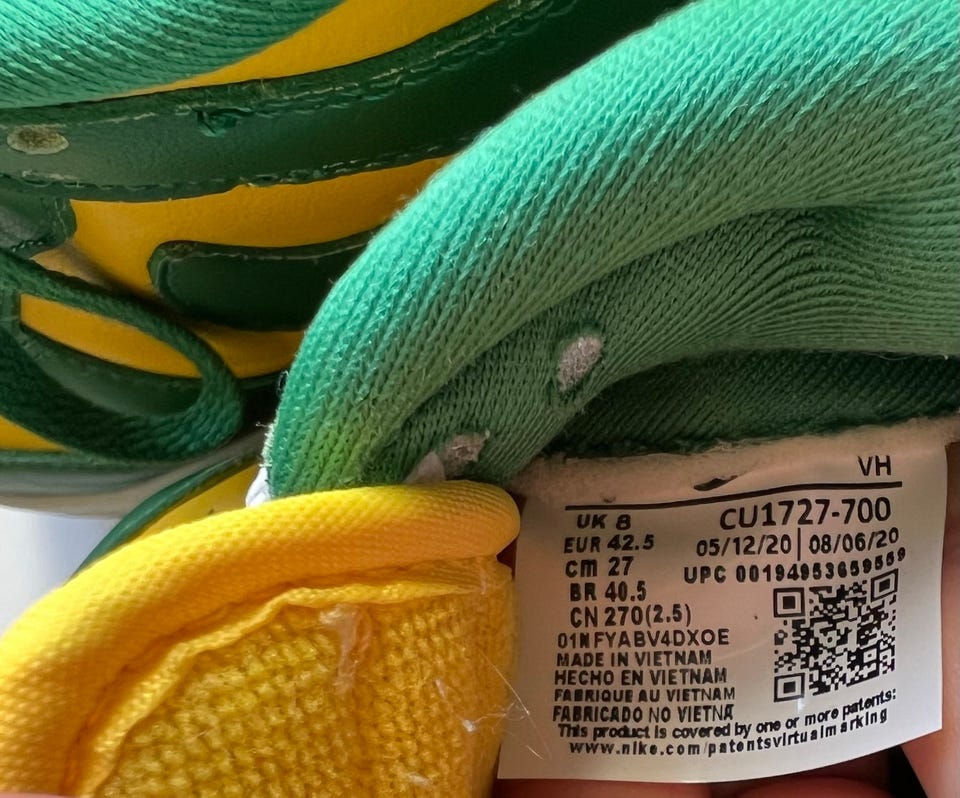 VH
UK 8
EUR 42.5
CM 27
BR 40.5
CN 270(2.5)
CU1727-700
05/12/20 | 08/06/20
UPC 00194953659559
01NFYABV4DXOE
MADE IN VIETNAM
HECHO EN VIETNAM
FABRIQUE AU VIETNAM
FABRICADO NO VIETNA
This product is covered by one or more patents:
www.nike.com/patentsvirtualmarking